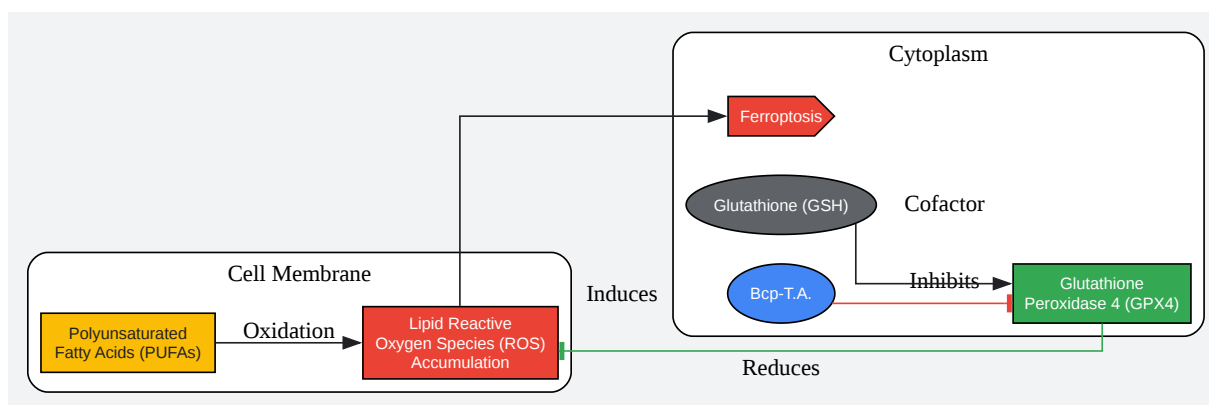 Cytoplasm
Ferroptosis
Glutathione (GSH)
Cofactor
Cell Membrane
Induces
Inhibits
Bcp-T.A.
Glutathione
Peroxidase 4 (GPX4)
Polyunsaturated
Fatty Acids (PUFAs)
Oxidation
Lipid Reactive
Oxygen Species (ROS)
Accumulation
Reduces